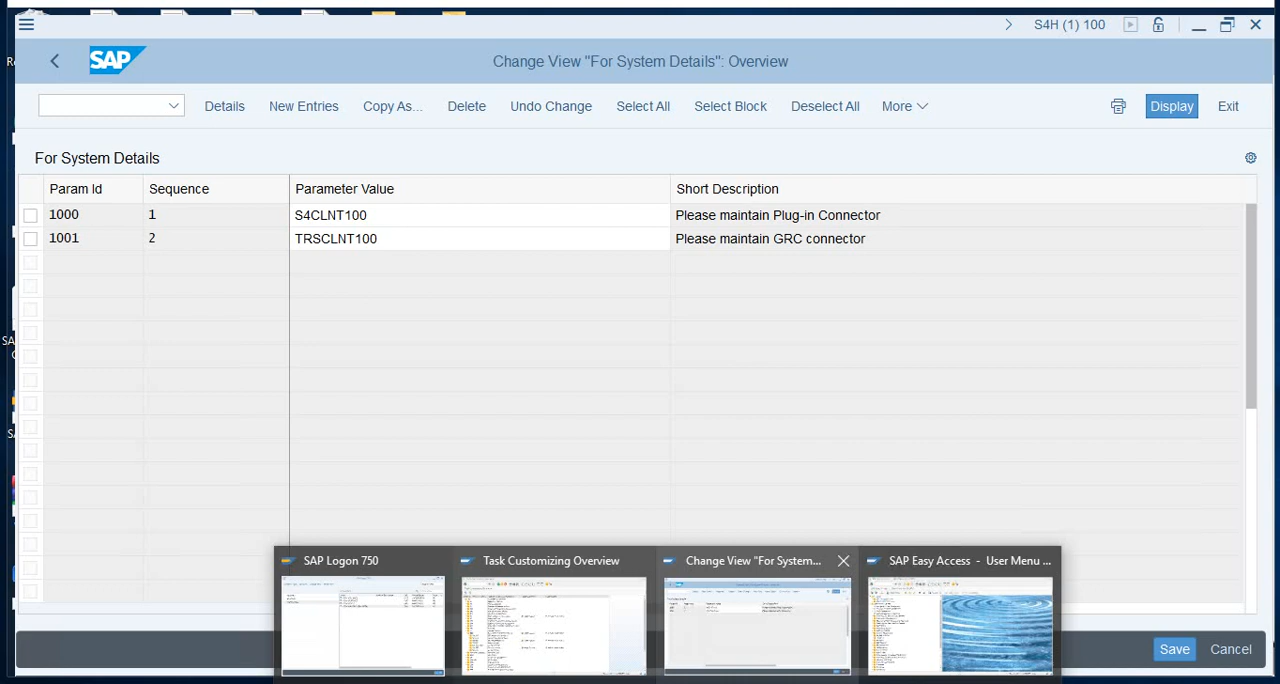 S4H (1) 100
SAP
Change View "For System Details": Overview
Details New Entries Copy As... Delete Undo Change Select All Select Block Deselect All More Display Exit
For System Details
Param Id Sequence Parameter Value Short Description
1000 1 S4CLNT100 Please maintain Plug-in Connector
1001 2 TRSCLNT100 Please maintain GRC connector
SAP Logon 750 Task Customizing Overview Change View "For System... SAP Easy Access - User Menu ...
Save Cancel